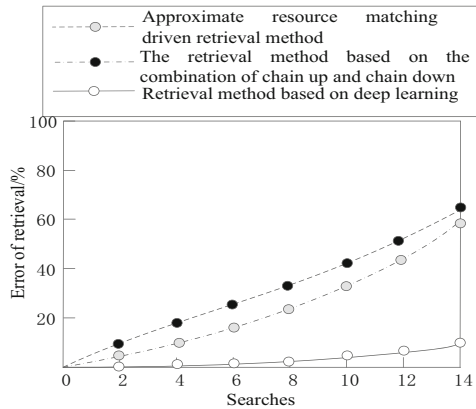 Approximate resource matching
driven retrieval method
The retrieval method based on the
combination of chain up and chain down
Retrieval method based on deep learning
100
80
60
40
20
Error of retrieval/%
0 2 4 6 8 10 12 14
Searches